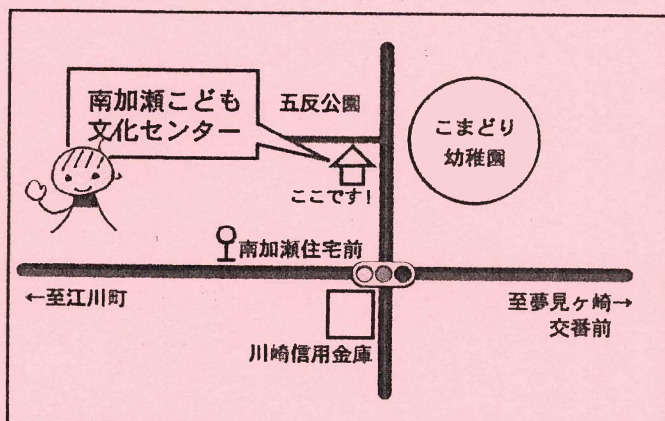 南加瀬こども
文化センター
五反公園
こまどり
幼稚園
ここです!
南加瀬住宅前
←至江川町
至夢見ヶ崎→
交番前
川崎信用金庫